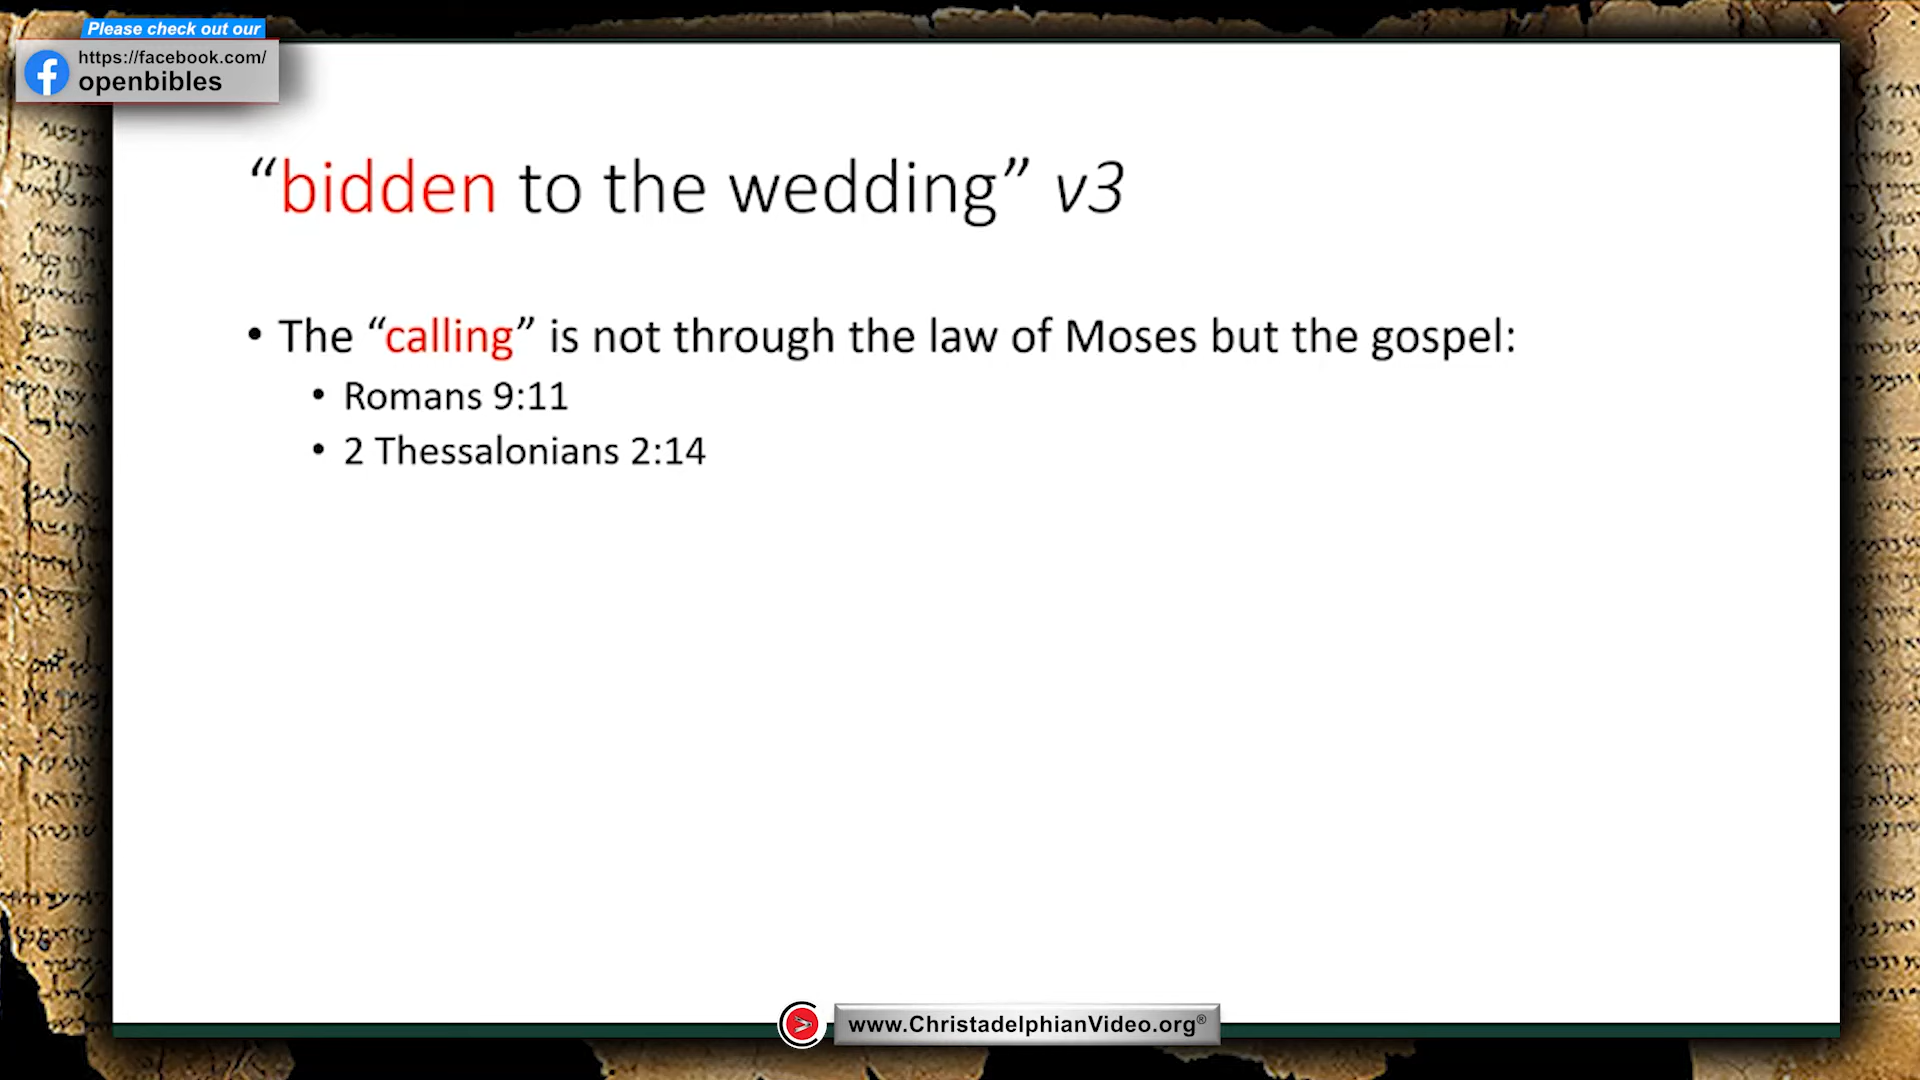 Please check out our
https://facebook.com/
openbibles
“bidden to the wedding” v3
• The “calling” is not through the law of Moses but the gospel:
• Romans 9:11
• 2 Thessalonians 2:14
www.ChristadelphianVideo.org®